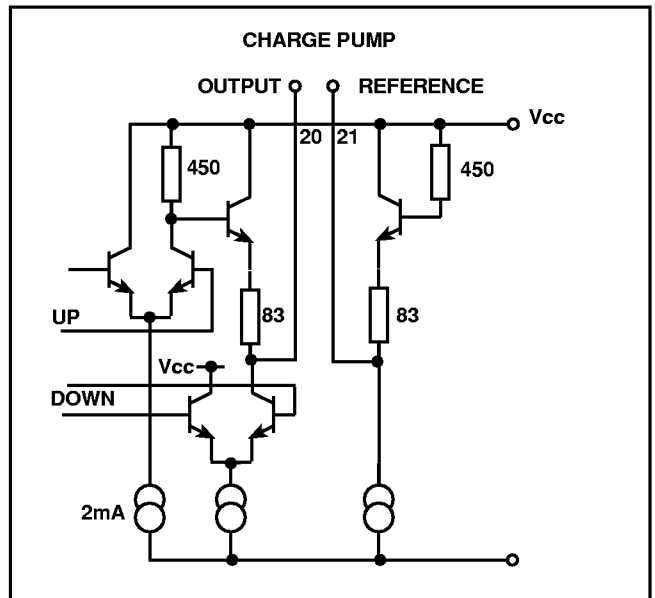 CHARGE PUMP
OUTPUT REFERENCE
Vcc
20 21
450 450
UP
83 83
Vcc
DOWN
2mA